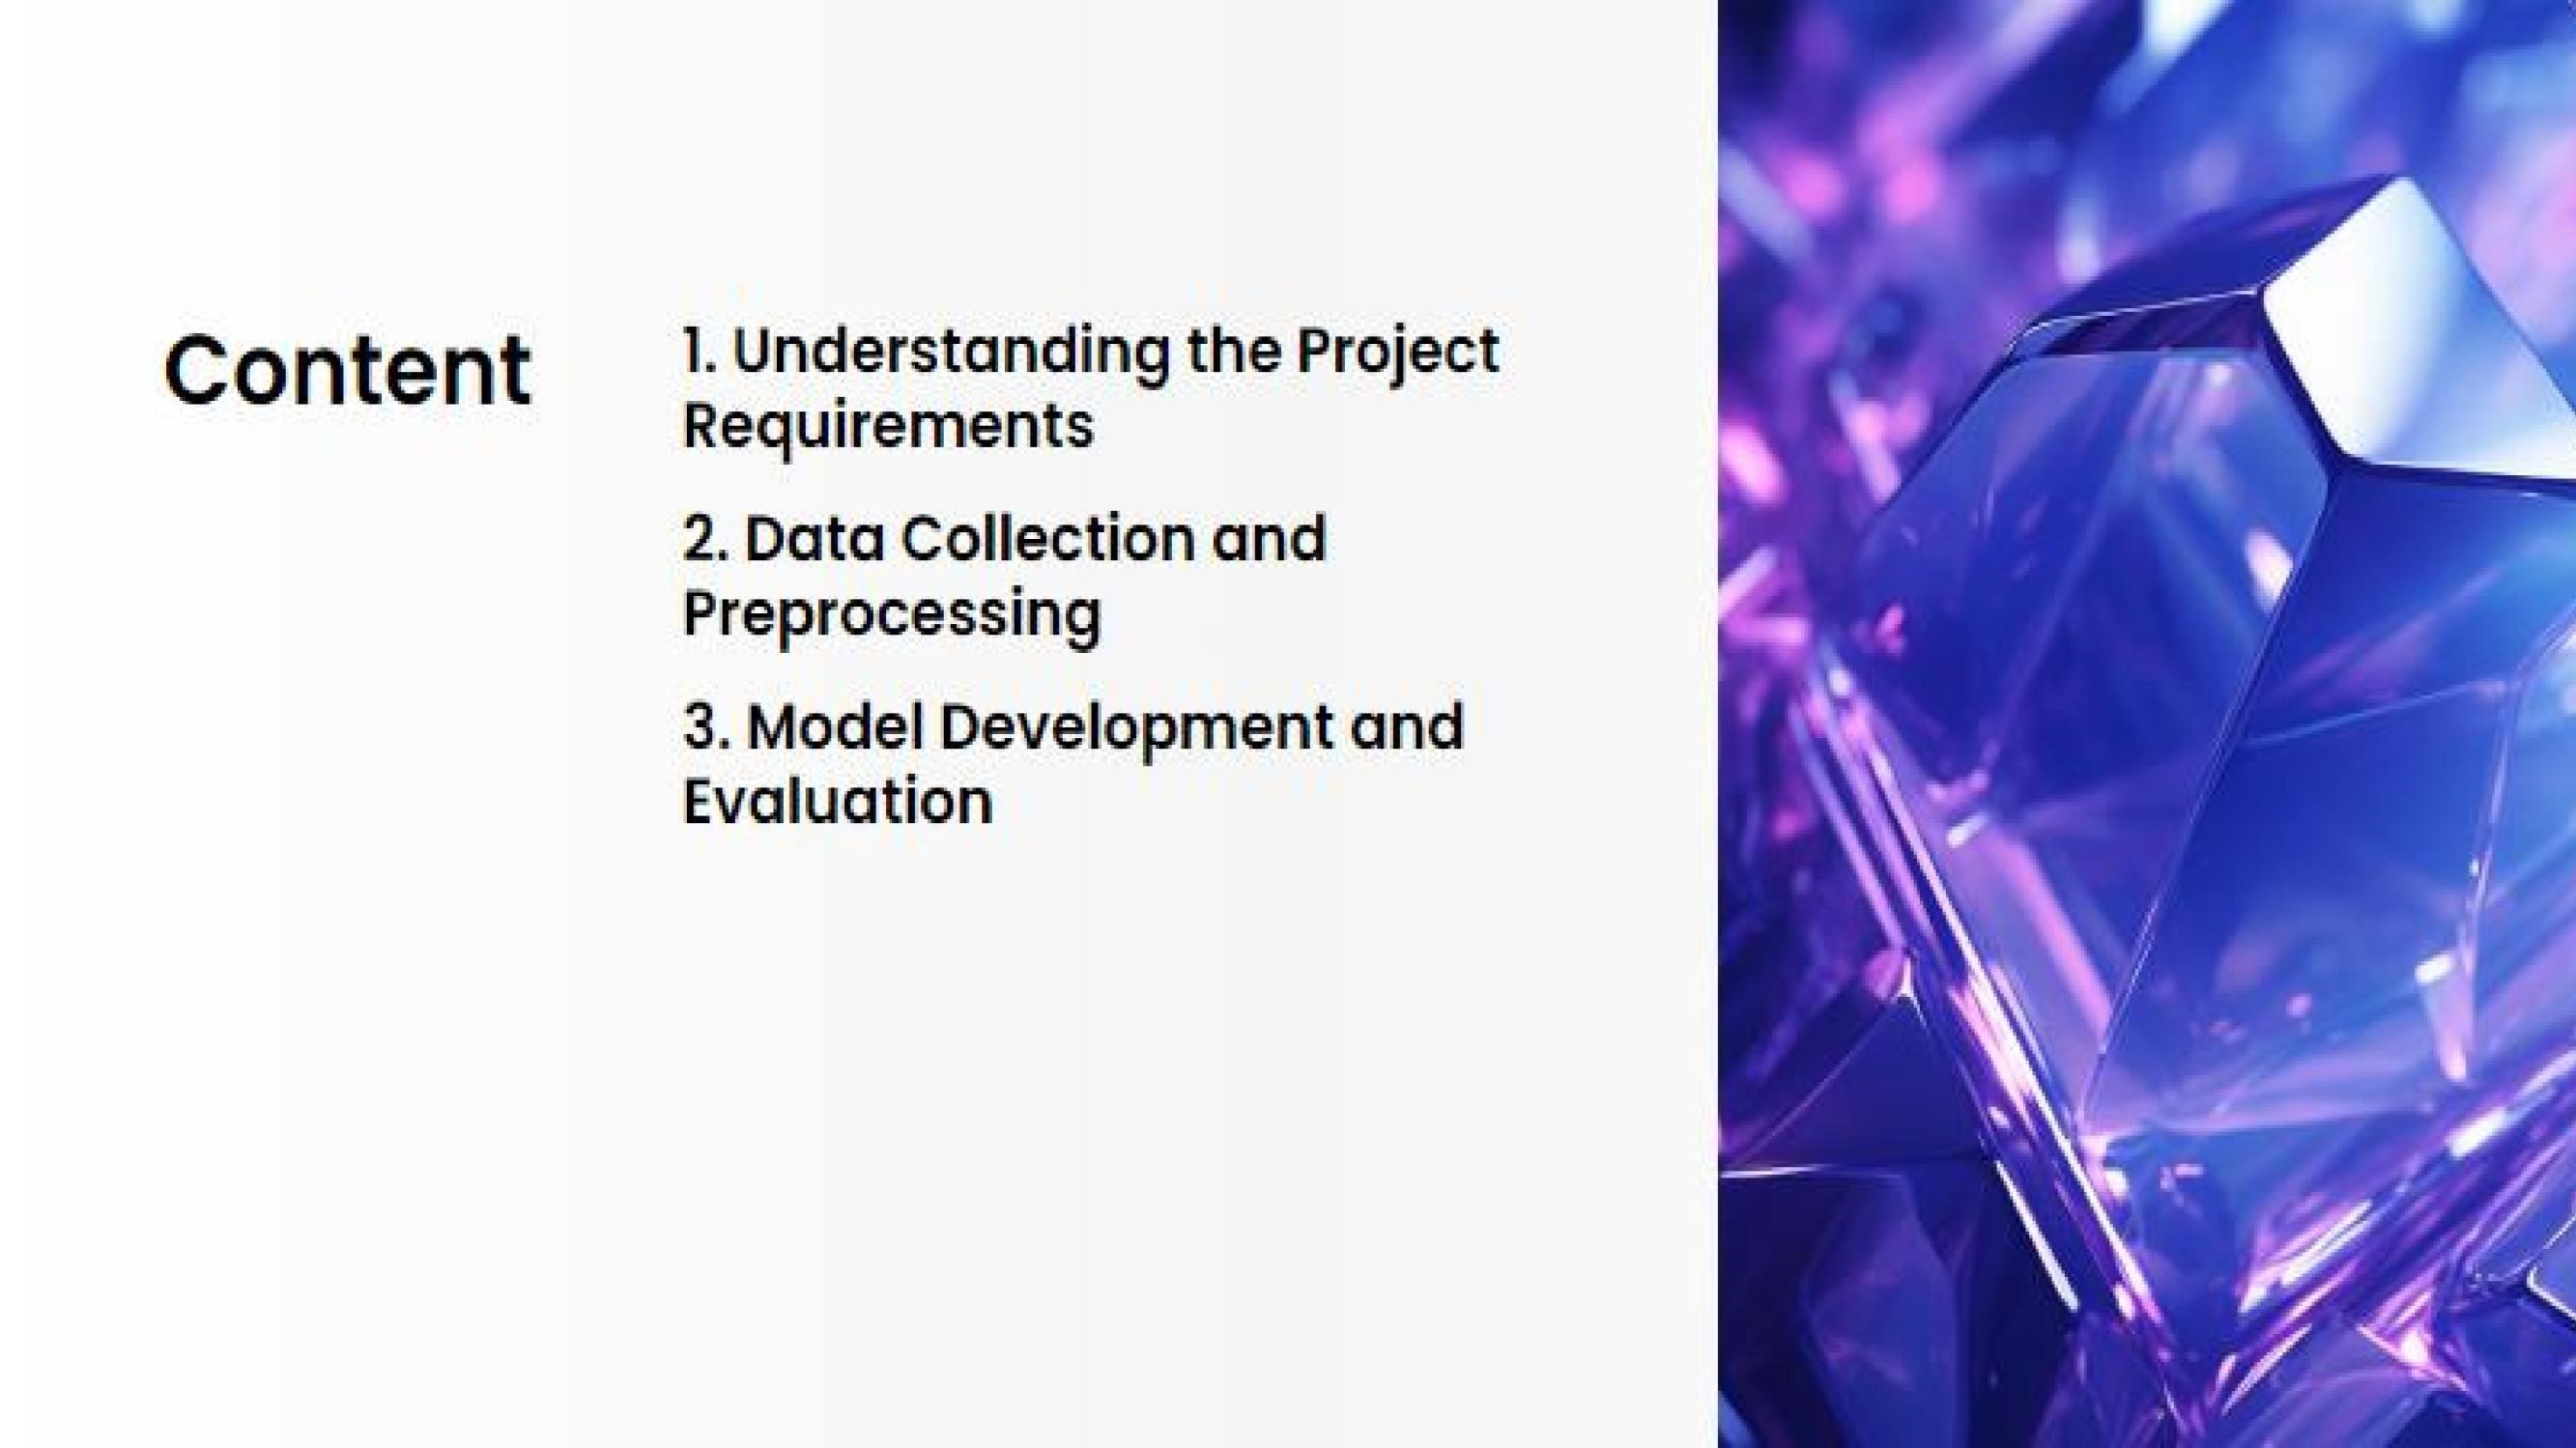 Content
1. Understanding the Project
Requirements
2. Data Collection and
Preprocessing
3. Model Development and
Evaluation